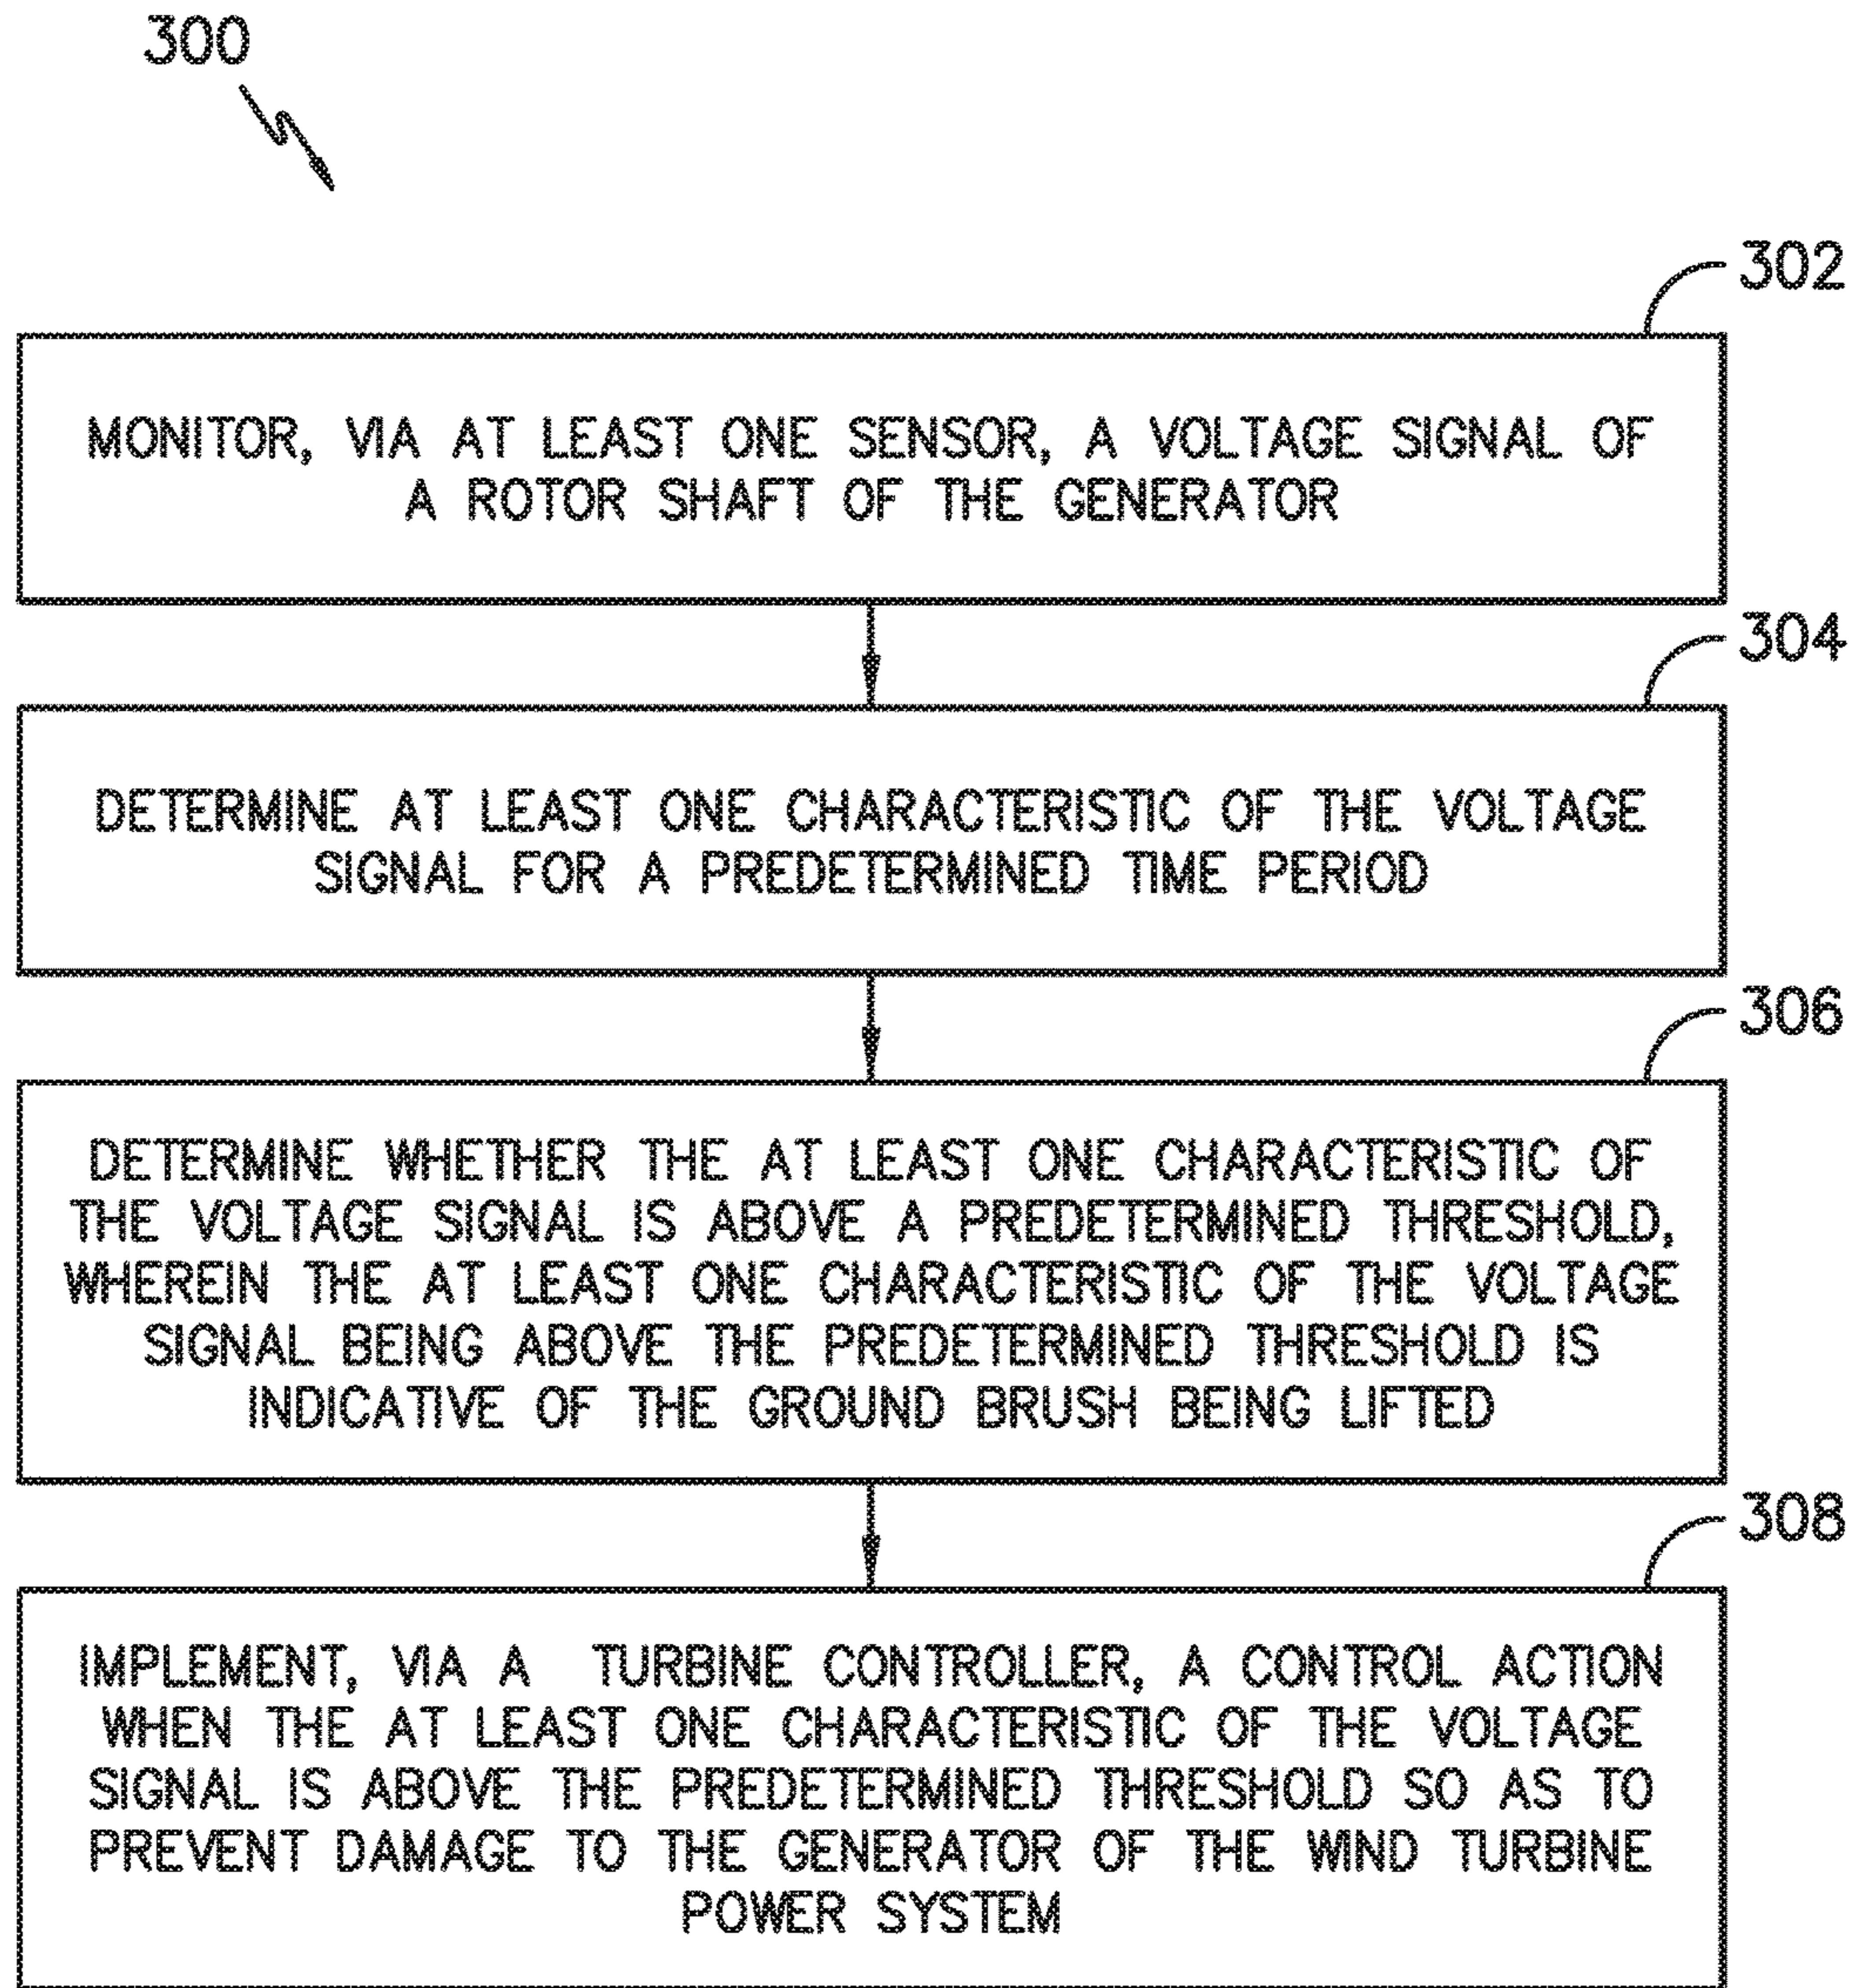 300
302
MONITOR, VIA AT LEAST ONE SENSOR, A VOLTAGE SIGNAL OF
A ROTOR SHAFT OF THE GENERATOR
304
DETERMINE AT LEAST ONE CHARACTERISTIC OF THE VOLTAGE
SIGNAL FOR A PREDETERMINED TIME PERIOD
306
DETERMINE WHETHER THE AT LEAST ONE CHARACTERISTIC OF
THE VOLTAGE SIGNAL IS ABOVE A PREDETERMINED THRESHOLD,
WHEREIN THE AT LEAST ONE CHARACTERISTIC OF THE VOLTAGE
SIGNAL BEING ABOVE THE PREDETERMINED THRESHOLD IS
INDICATIVE OF THE GROUND BRUSH BEING LIFTED
308
IMPLEMENT, VIA A TURBINE CONTROLLER, A CONTROL ACTION
WHEN THE AT LEAST ONE CHARACTERISTIC OF THE VOLTAGE
SIGNAL IS ABOVE THE PREDETERMINED THRESHOLD SO AS TO
PREVENT DAMAGE TO THE GENERATOR OF THE WIND TURBINE
POWER SYSTEM